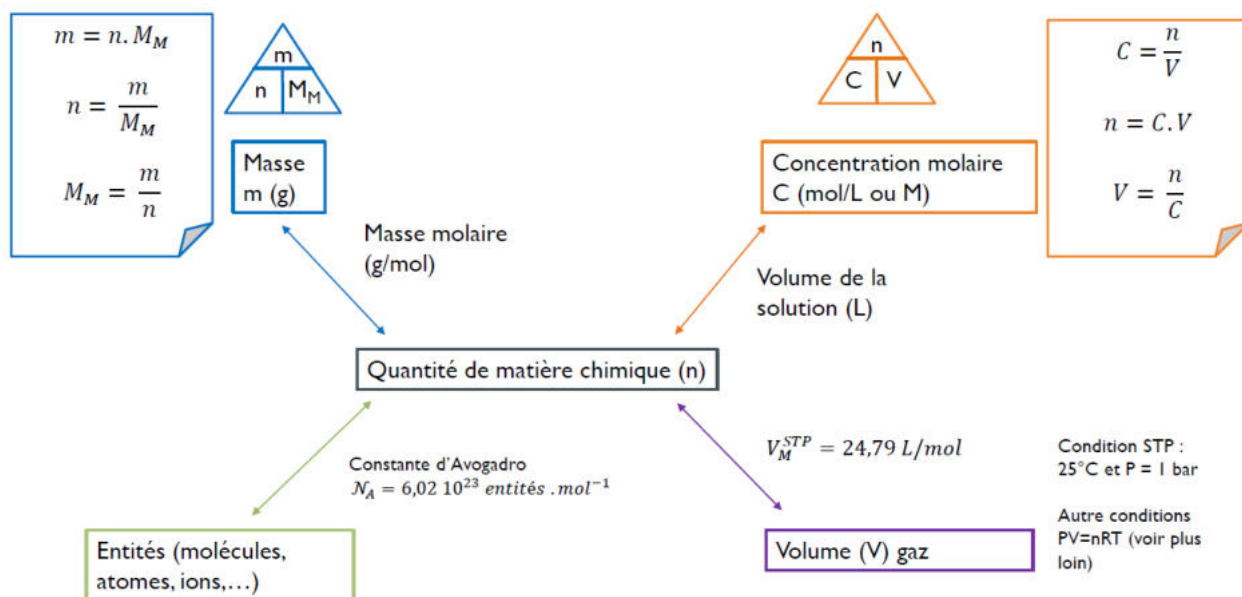 m = n. M_M
n = m / M_M
M_M = m / n
m
n M_M
Masse
m (g)
n
C V
Concentration molaire
C (mol/L ou M)
C = n / V
n = C.V
V = n / C
Masse molaire
(g/mol)
Volume de la
solution (L)
Quantité de matière chimique (n)
Constante d'Avogadro
N_A = 6,02 10^23 entités .mol^−1
V_M^STP = 24,79 L/mol
Condition STP :
25°C et P = 1 bar
Autre conditions
PV=nRT (voir plus
loin)
Entités (molécules,
atomes, ions,…)
Volume (V) gaz